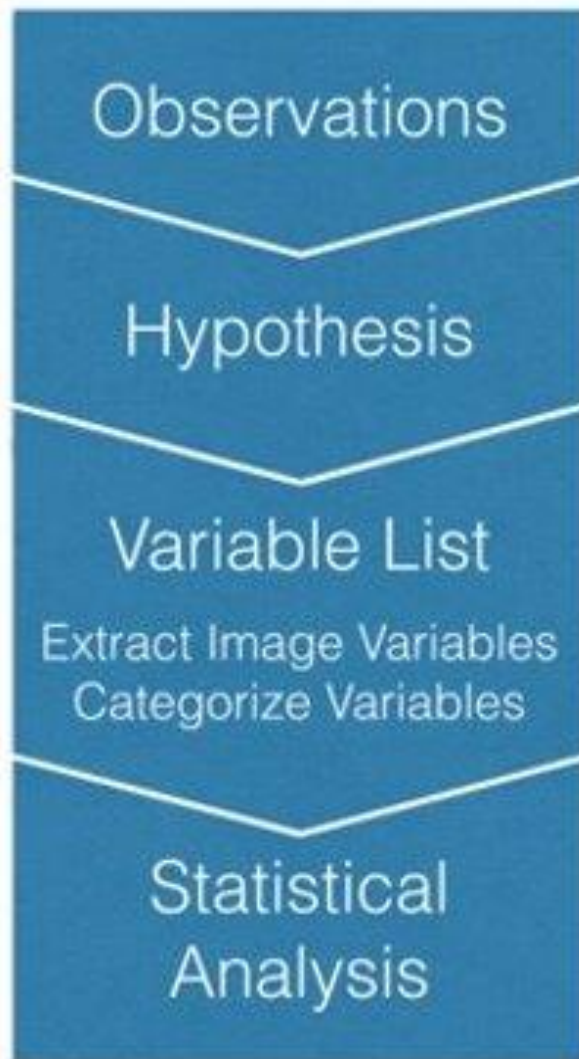 Observations
Hypothesis
Variable List
Extract Image Variables
Categorize Variables
Statistical
Analysis